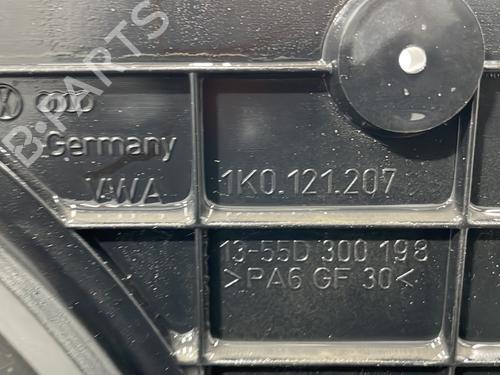 B-PARTS
Germany
VWA
1K0.121.207
13-55D 300 198
>PA6 GF 30<